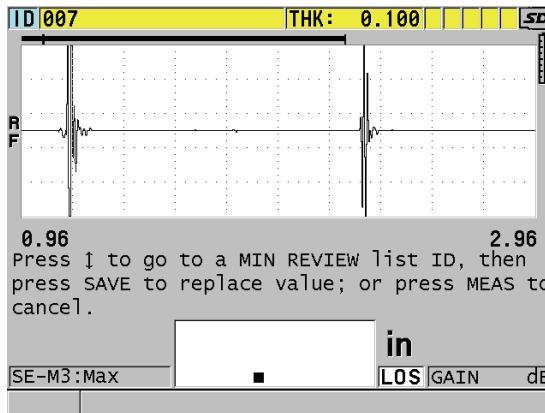 ID 007 THK: 0.100 SD
RF
0.96 2.96
Press ↕ to go to a MIN REVIEW list ID, then
press SAVE to replace value; or press MEAS to
cancel.
in
SE-M3:Max LOS GAIN dB